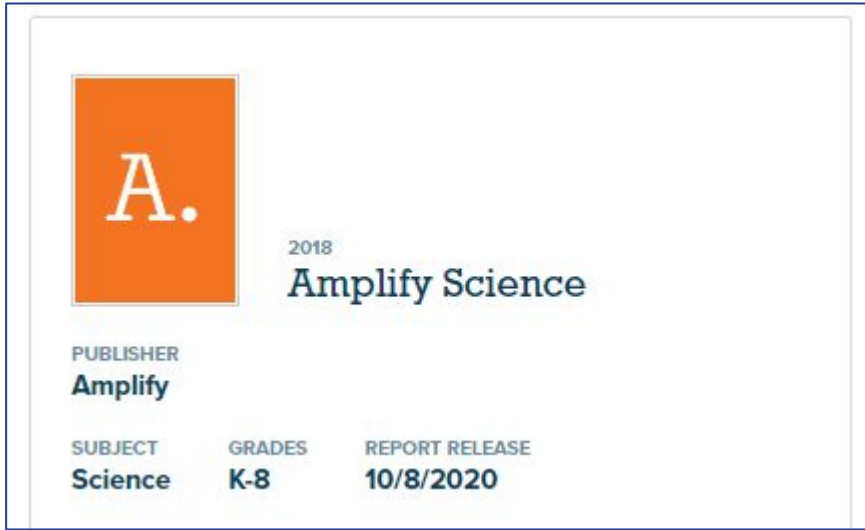 A.
2018
Amplify Science
PUBLISHER
Amplify
SUBJECT GRADES REPORT RELEASE
Science K-8 10/8/2020